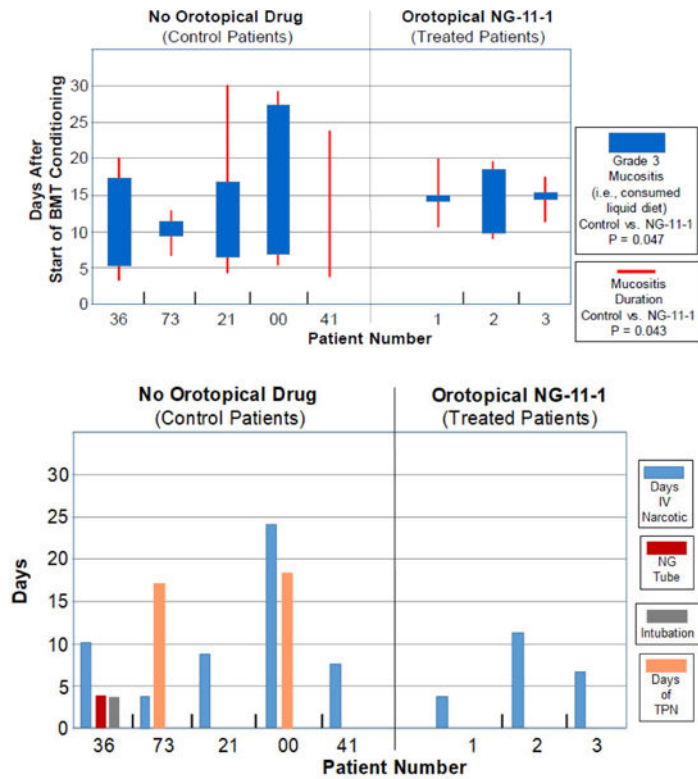 No Orotopical Drug
(Control Patients)
Orotopical NG-11-1
(Treated Patients)
Days After
Start of BMT Conditioning
30
25
20
15
10
5
0
36 73 21 00 41 1 2 3
Patient Number
Grade 3
Mucositis
(i.e., consumed
liquid diet)
Control vs. NG-11-1
P = 0.047
Mucositis
Duration
Control vs. NG-11-1
P = 0.043
No Orotopical Drug
(Control Patients)
Orotopical NG-11-1
(Treated Patients)
Days
30
25
20
15
10
5
0
36 73 21 00 41 1 2 3
Patient Number
Days
IV
Narcotic
NG
Tube
Intubation
Days
of
TPN